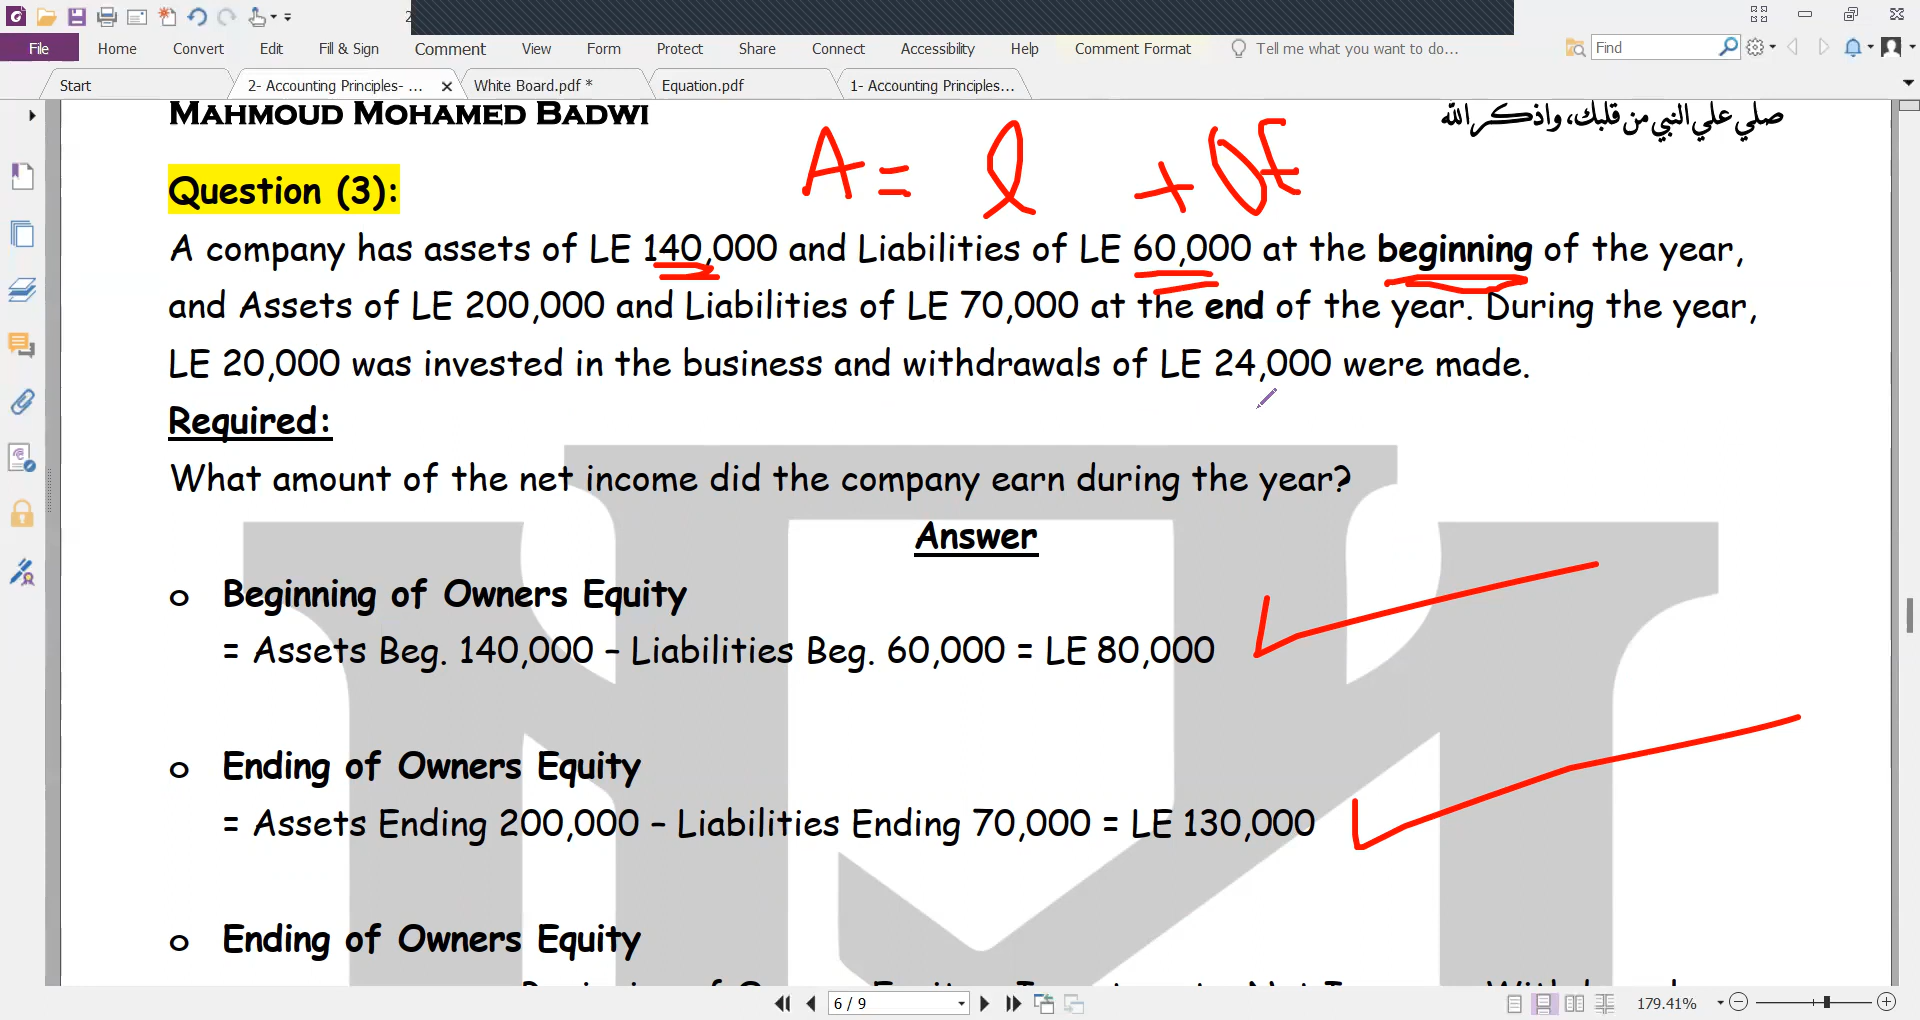 File Home Convert Edit Fill & Sign Comment View Form Protect Share Connect Accessibility Help Comment Format Tell me what you want to do... Find
Start 2- Accounting Principles- ... White Board.pdf * Equation.pdf 1- Accounting Principles...
MAHMOUD MOHAMED BADWI صلي علي النبي من قلبك، واذكر الله
A = l + OE
Question (3):
A company has assets of LE 140,000 and Liabilities of LE 60,000 at the beginning of the year,
and Assets of LE 200,000 and Liabilities of LE 70,000 at the end of the year. During the year,
LE 20,000 was invested in the business and withdrawals of LE 24,000 were made.
Required:
What amount of the net income did the company earn during the year?
Answer
o Beginning of Owners Equity
= Assets Beg. 140,000 – Liabilities Beg. 60,000 = LE 80,000
o Ending of Owners Equity
= Assets Ending 200,000 – Liabilities Ending 70,000 = LE 130,000
o Ending of Owners Equity
6 / 9 179.41%